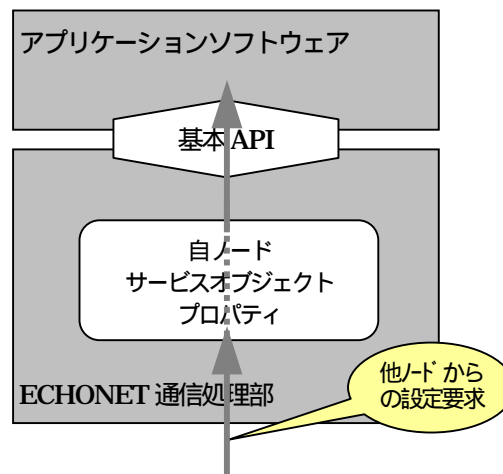 アプリケーションソフトウェア
基本 API
自ノード
サービスオブジェクト
プロパティ
ECHONET 通信処理部
他ノードから
の設定要求